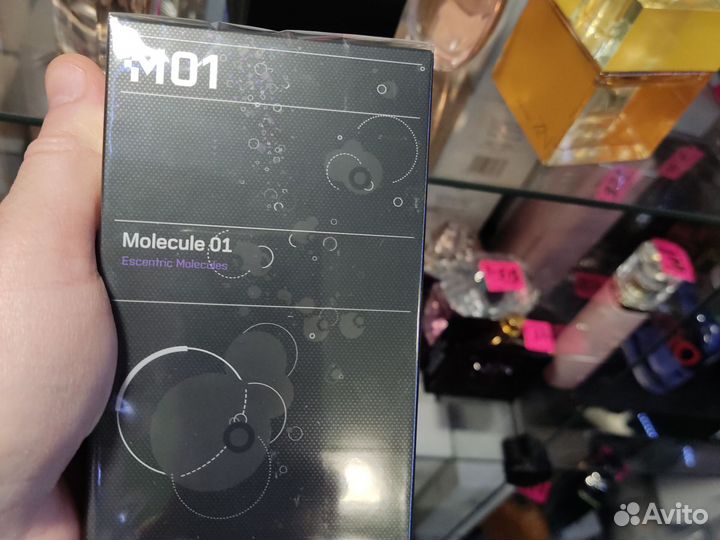 M01
Molecule 01
Escentric Molecules
Avito